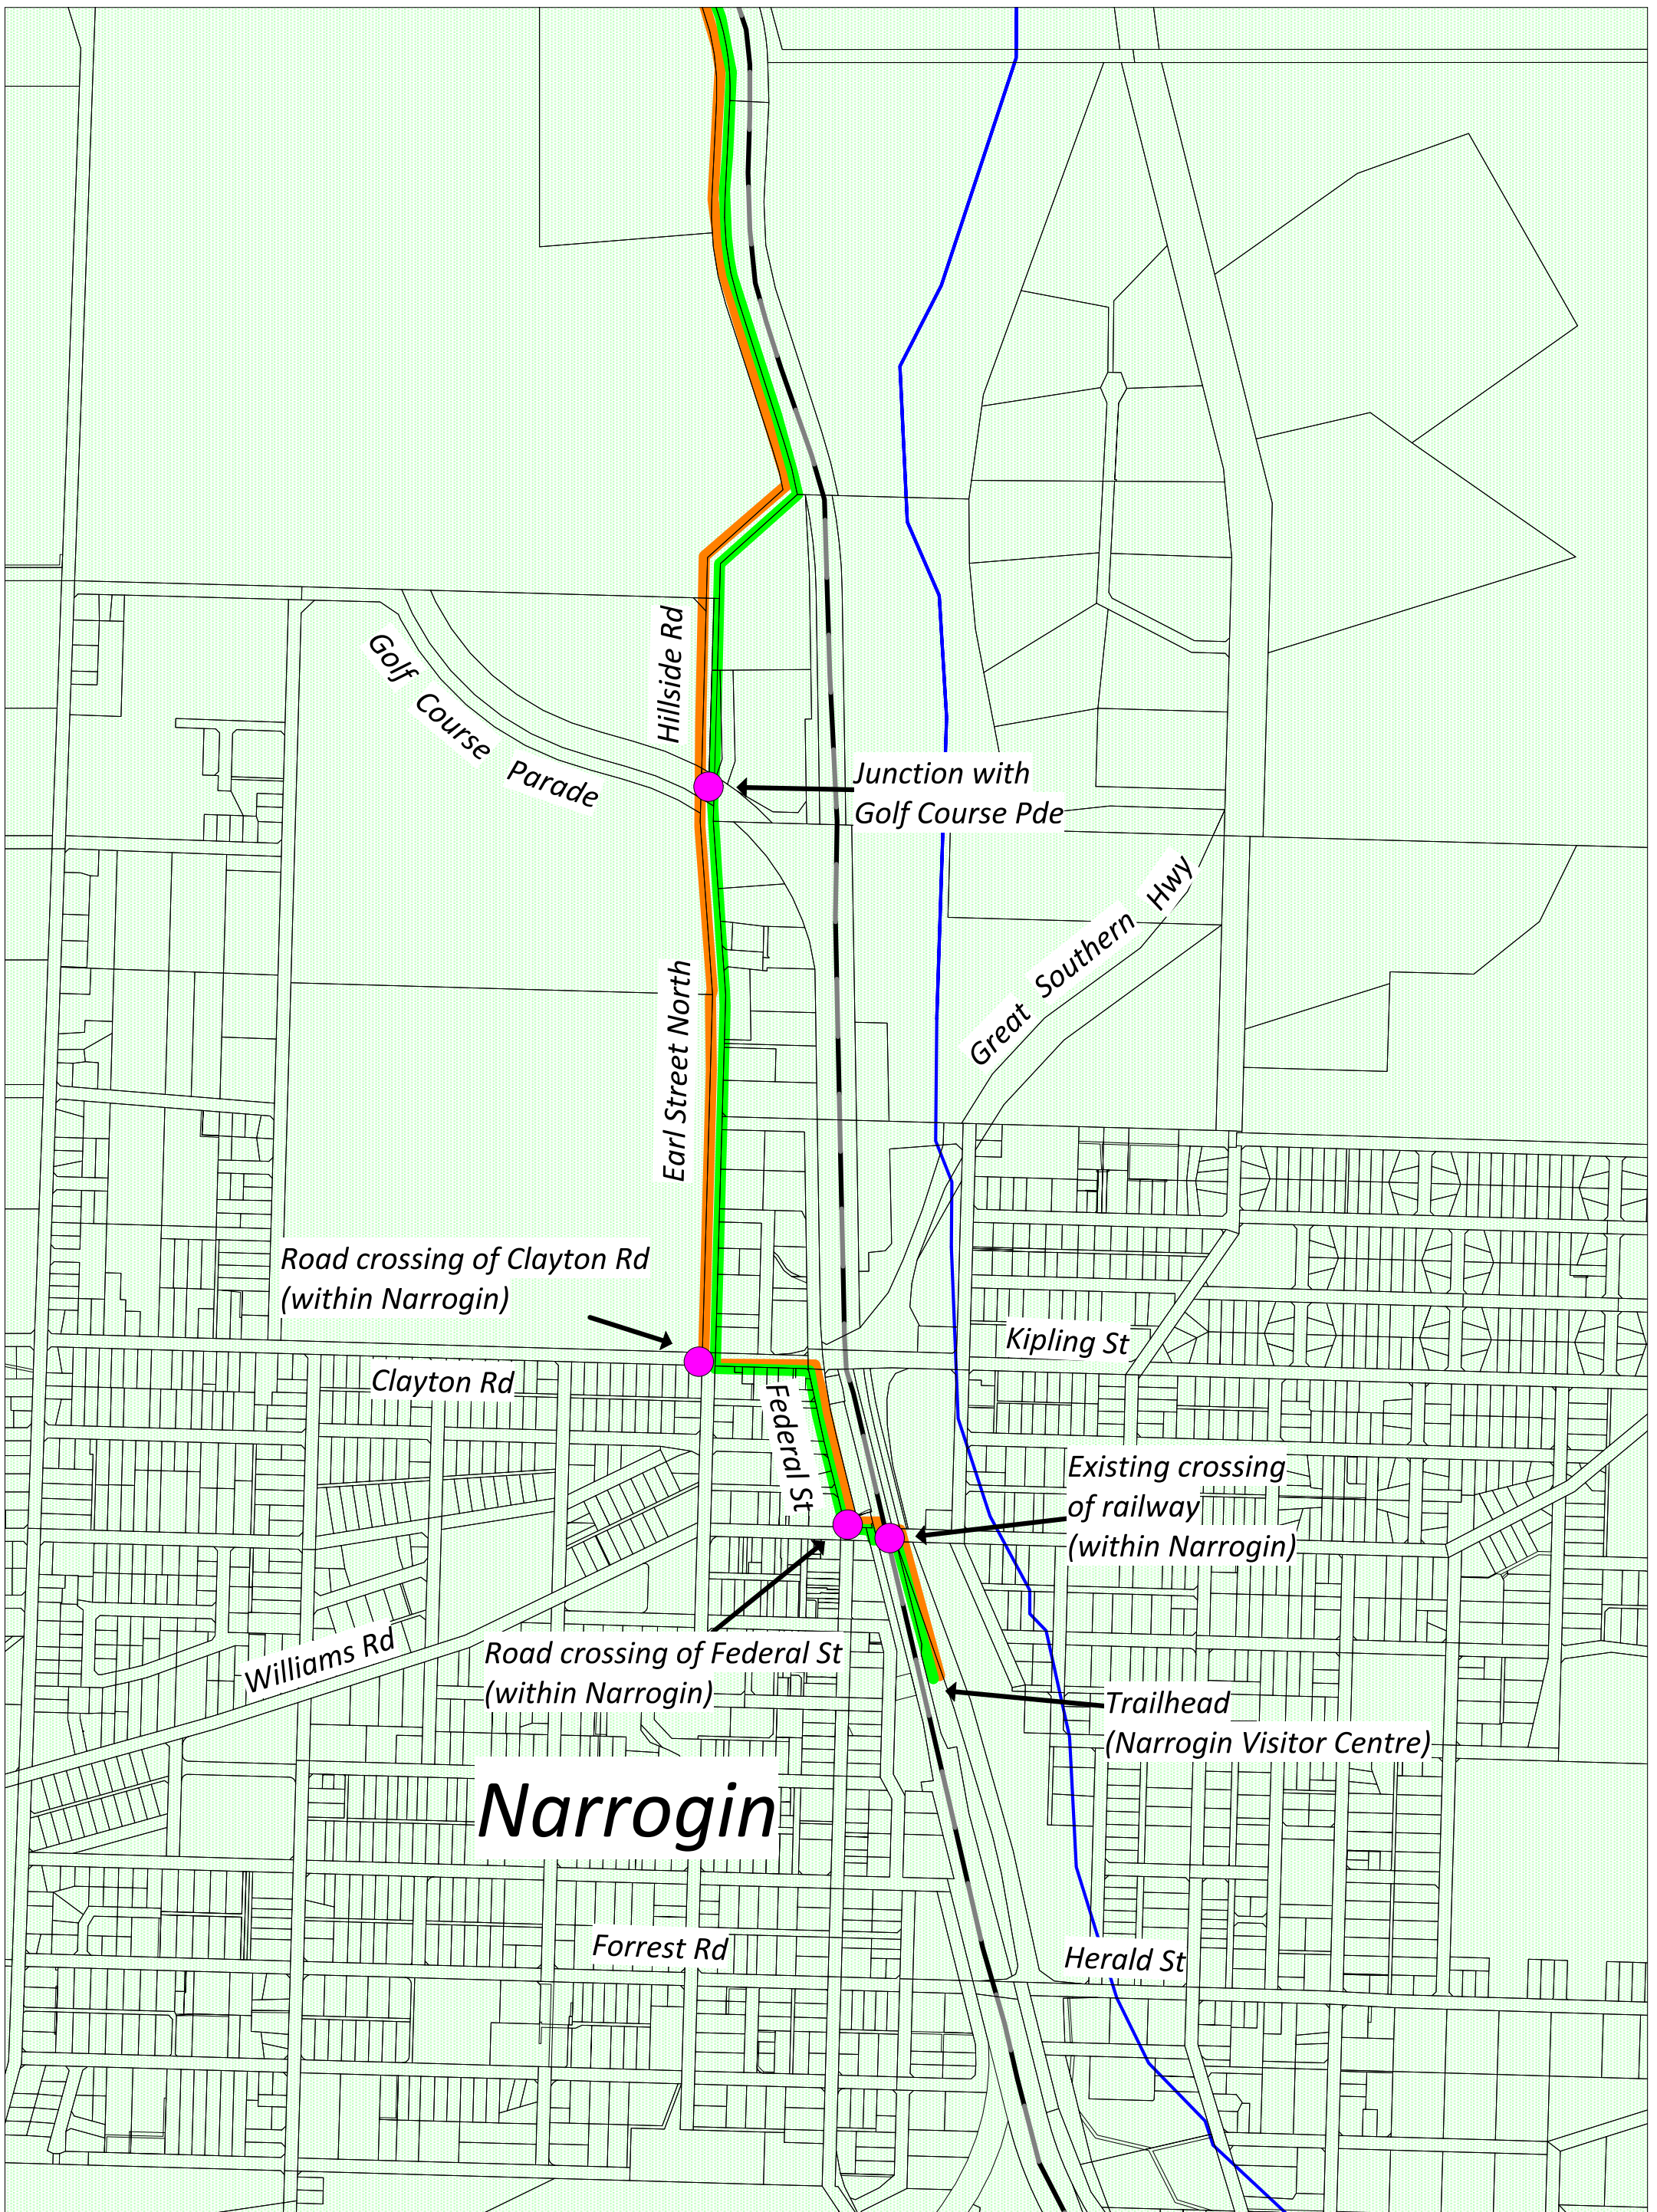 Hillside Rd
Golf Course Parade
Junction with
Golf Course Pde
Great Southern Hwy
Earl Street North
Road crossing of Clayton Rd
(within Narrogin)
Kipling St
Clayton Rd
Federal St
Existing crossing
of railway
(within Narrogin)
Williams Rd
Road crossing of Federal St
(within Narrogin)
Trailhead
(Narrogin Visitor Centre)
Narrogin
Forrest Rd
Herald St